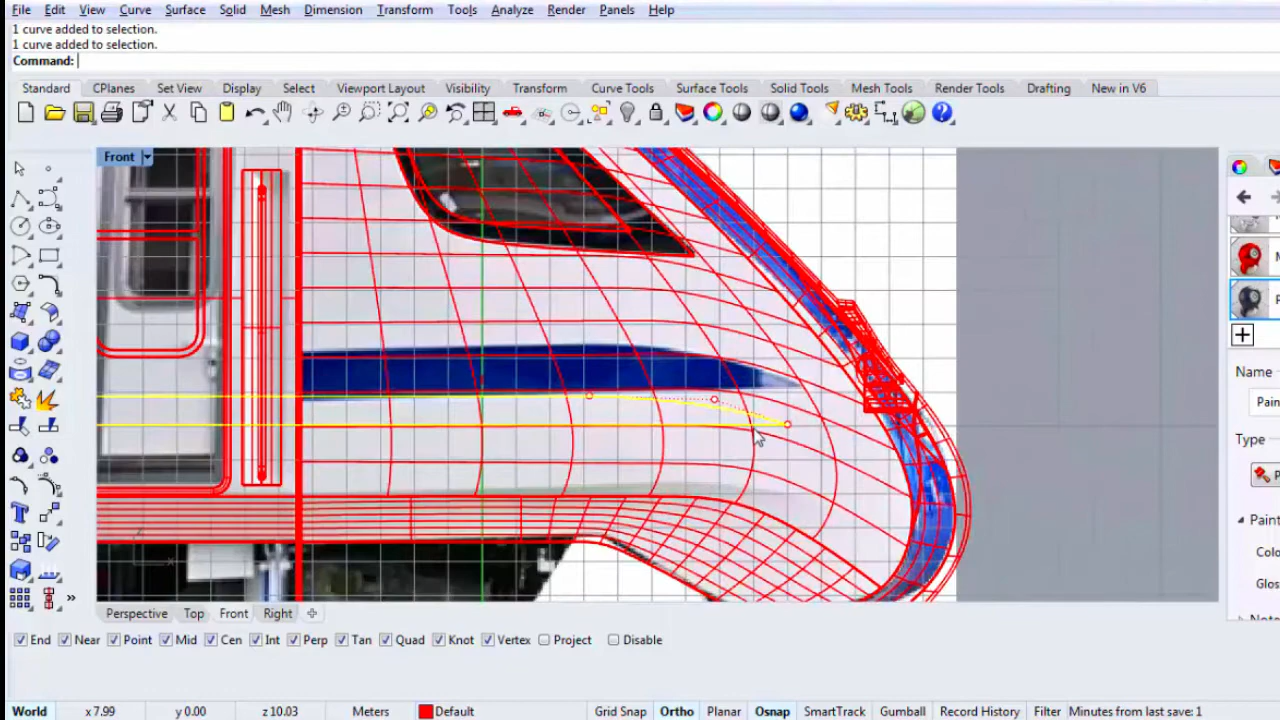 File Edit View Curve Surface Solid Mesh Dimension Transform Tools Analyze Render Panels Help
1 curve added to selection.
1 curve added to selection.
Command:
Standard CPlanes Set View Display Select Viewport Layout Visibility Transform Curve Tools Surface Tools Solid Tools Mesh Tools Render Tools Drafting New in V6
Front
Name
Type
Glos
Perspective Top Front Right
End Near Point Mid Cen Int Perp Tan Quad Knot Vertex Project Disable
World x 7.99 y 0.00 z 10.03 Meters Default Grid Snap Ortho Planar Osnap SmartTrack Gumball Record History Filter Minutes from last save: 1